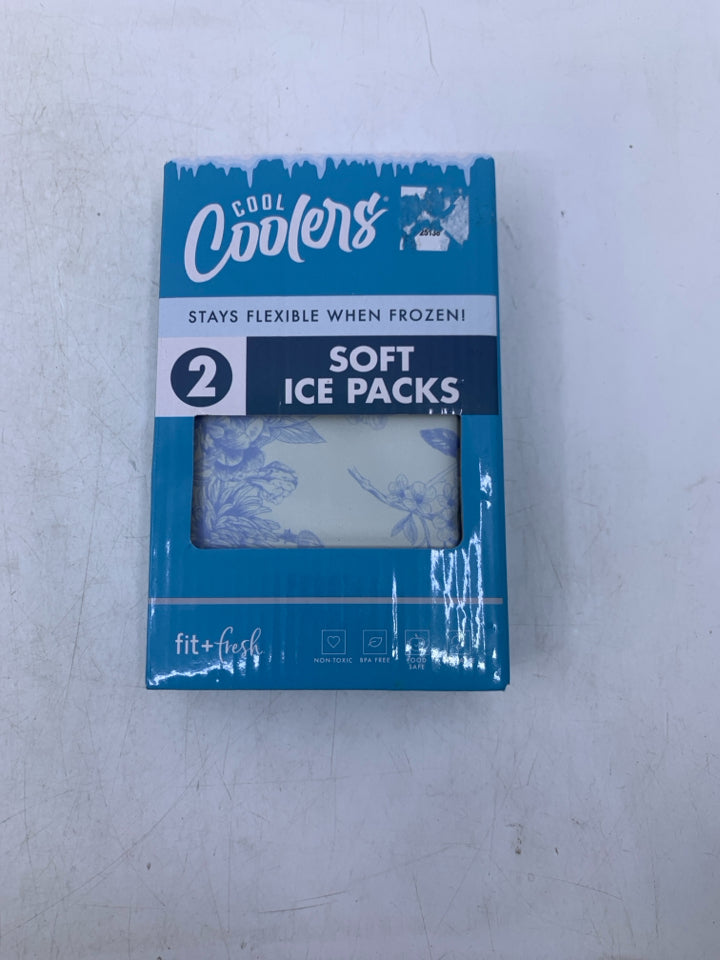 COOL
Coolers®
STAYS FLEXIBLE WHEN FROZEN!
2
SOFT
ICE PACKS
fit+fresh
NON-TOXIC BPA FREE FOOD
SAFE